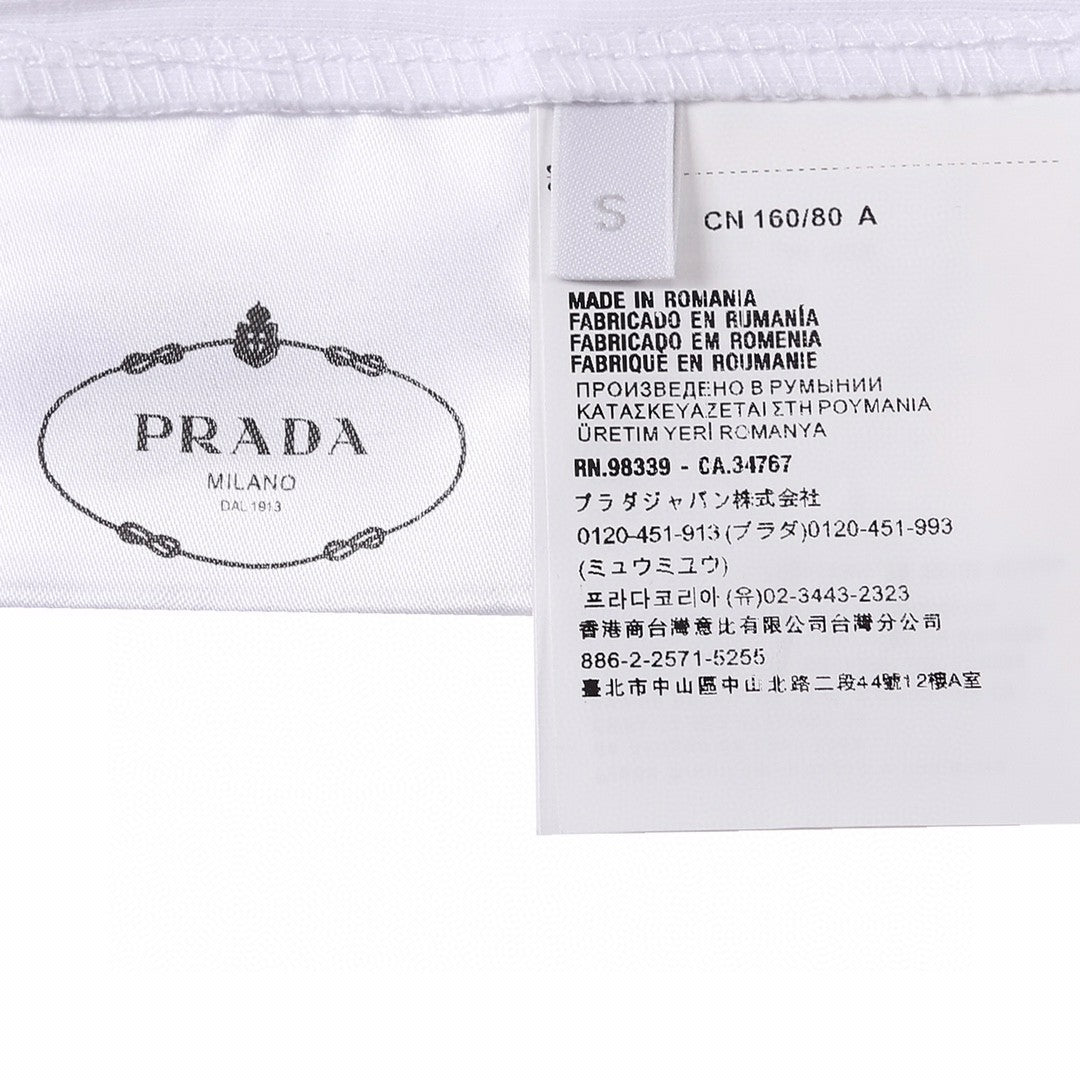 PRADA
MILANO
DAL 1913
S
CN 160/80 A
MADE IN ROMANIA
FABRICADO EN RUMANÍA
FABRICADO EM ROMENIA
FABRIQUÉ EN ROUMANIE
ПРОИЗВЕДЕНО В РУМЫНИИ
ΚΑΤΑΣΚΕΥΑΖΕΤΑΙ ΣΤΗ ΡΟΥΜΑΝΙΑ
ÜRETIM YERİ ROMANYA
RN.98339 - CA.34767
プラダジャパン株式会社
0120-451-913(プラダ)0120-451-993
(ミュウミュウ)
프라다코리아 (유)02-3443-2323
香港商台灣意比有限公司台灣分公司
886-2-2571-5255
臺北市中山區中山北路二段44號12樓A室